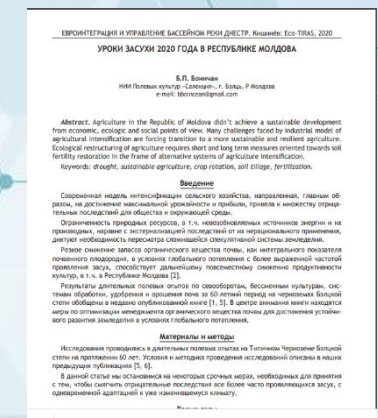 ЕВРОИНТЕГРАЦИЯ И УПРАВЛЕНИЕ БАССЕЙНОМ РЕКИ ДНЕСТР. Кишинёв: Eco-TIRAS, 2020
УРОКИ ЗАСУХИ 2020 ГОДА В РЕСПУБЛИКЕ МОЛДОВА
Б.П. Боинчан
НИИ Полевых культур «Селекция», г. Бэлць, Р Молдова
e-mail: bboincean@gmail.com
Abstract. Agriculture in the Republic of Moldova didn't achieve a sustainable development
from economic, ecologic and social points of view. Many challenges faced by industrial model of
agricultural intensification are forcing transition to a more sustainable and resilient agriculture.
Ecological restructuring of agriculture requires short and long term measures oriented towards soil
fertility restoration in the frame of alternative systems of agriculture intensification.
Keywords: drought, sustainable agriculture, crop rotation, soil tillage, fertilization.
Введение
Современная модель интенсификации сельского хозяйства, направленная, главным об-
разом, на достижение максимальной урожайности и прибыли, привела к множеству отрица-
тельных последствий для общества и окружающей среды.
Ограниченность природных ресурсов, в т.ч. невозобновляемых источников энергии и их
производных, наравне с экстернализацией последствий от их нерационального применения,
диктуют необходимость пересмотра сложившейся спекулятивной системы земледелия.
Резкое снижение запасов органического вещества почвы, как интегрального показателя
почвенного плодородия, в условиях глобального потепления с более выраженной частотой
проявления засух, способствует дальнейшему повсеместному снижению продуктивности
культур, в т.ч. в Республике Молдова [2].
Результаты длительных полевых опытов по севооборотам, бессменным культурам, сис-
темам обработки, удобрения и орошения почв за 60-летний период на черноземах Бэлцкой
степи обобщены в недавно опубликованной книге [1, 5]. В центре внимания книги находятся
меры по оптимизации менеджмента органического вещества почвы для достижения устойчи-
вого развития земледелия в условиях глобального потепления.
Материалы и методы
Исследования проводились в длительных полевых опытах на Типичном Черноземе Бэлцкой
степи на протяжении 60 лет. Условия и методика проведения исследований описаны в наших
предыдущих публикациях [5, 6].
В данной статье мы остановимся на некоторых срочных мерах, необходимых для принятия
с тем, чтобы смягчить отрицательные последствия все более часто проявляющихся засух, с
одновременной адаптацией к уже изменившемуся климату.